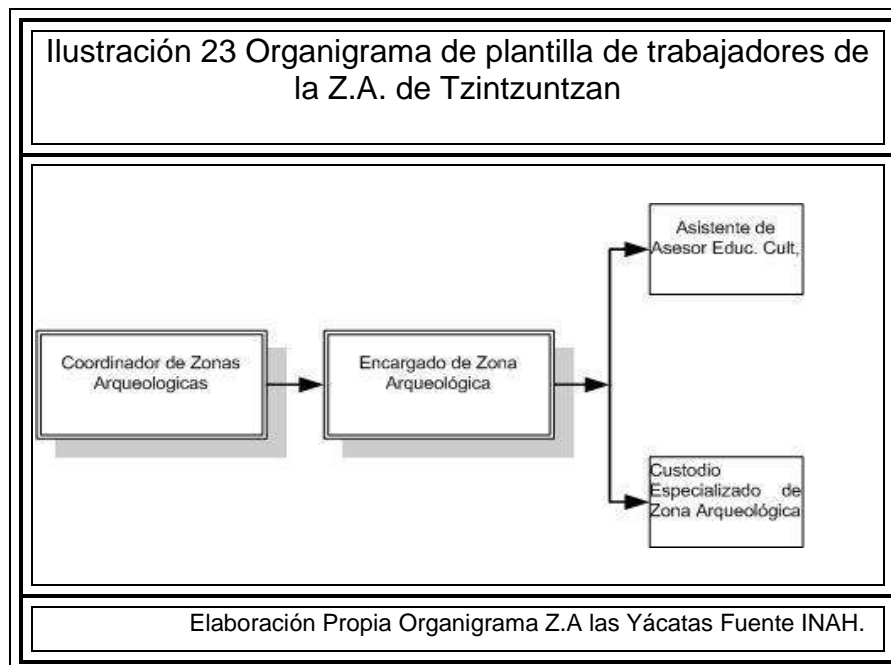 Ilustración 23 Organigrama de plantilla de trabajadores de
la Z.A. de Tzintzuntzan
Coordinador de Zonas
Arqueologicas
Encargado de Zona
Arqueológica
Asistente de
Asesor Educ. Cult,
Custodio
Especializado de
Zona Arqueológica
Elaboración Propia Organigrama Z.A las Yácatas Fuente INAH.